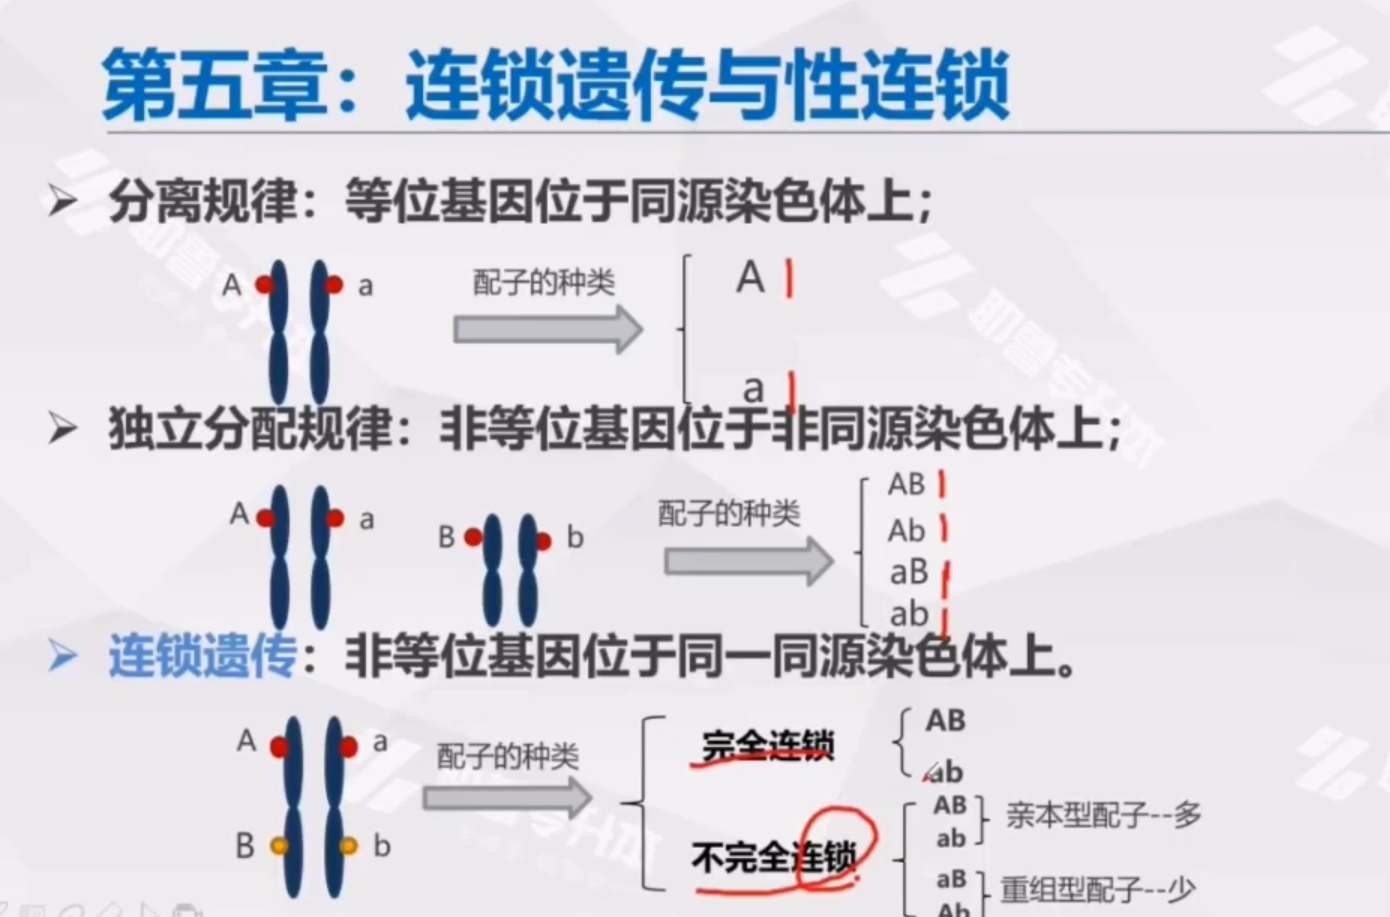 第五章：连锁遗传与性连锁
分离规律：等位基因位于同源染色体上；
A a
配子的种类
A
a
独立分配规律：非等位基因位于非同源染色体上；
A a
B b
配子的种类
AB
Ab
aB
ab
连锁遗传：非等位基因位于同一同源染色体上。
A a
B b
配子的种类
完全连锁
AB
ab
不完全连锁
AB
ab
亲本型配子--多
aB
Ab
重组型配子--少